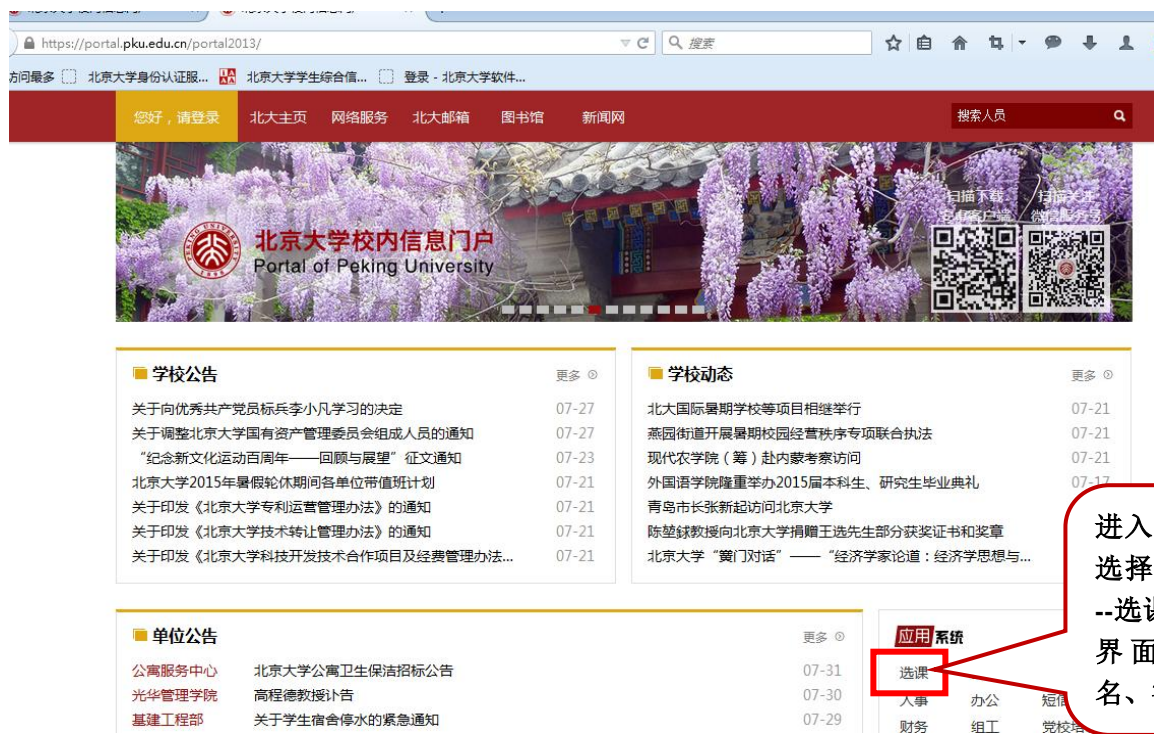 https://portal.pku.edu.cn/portal2013/
搜索
访问最多 北京大学身份认证服... 北京大学学生综合信... 登录 - 北京大学软件...
您好，请登录 北大主页 网络服务 北大邮箱 图书馆 新闻网 搜索人员
扫描下载 扫描关注
客户端 微信服务号
北京大学校内信息门户
Portal of Peking University
学校公告 更多
关于向优秀共产党员标兵李小凡学习的决定 07-27
关于调整北京大学国有资产管理委员会组成人员的通知 07-27
“纪念新文化运动百周年——回顾与展望”征文通知 07-23
北京大学2015年暑假轮休期间各单位带值班计划 07-21
关于印发《北京大学专利运营管理办法》的通知 07-21
关于印发《北京大学技术转让管理办法》的通知 07-21
关于印发《北京大学科技开发技术合作项目及经费管理办法... 07-21
学校动态 更多
北大国际暑期学校等项目相继举行 07-21
燕园街道开展暑期校园经营秩序专项联合执法 07-21
现代农学院（筹）赴内蒙考察访问 07-21
外国语学院隆重举办2015届本科生、研究生毕业典礼 07-17
青岛市长张新起访问北京大学
陈堃銶教授向北京大学捐赠王选先生部分获奖证书和奖章
北京大学“黉门对话”——“经济学家论道：经济学思想与...
单位公告 更多
公寓服务中心 北京大学公寓卫生保洁招标公告 07-31
光华管理学院 高程德教授讣告 07-30
基建工程部 关于学生宿舍停水的紧急通知 07-29
应用系统
选课
人事 办公 短信
财务 组工 党校培
进入
选择
--选课
界面
名、